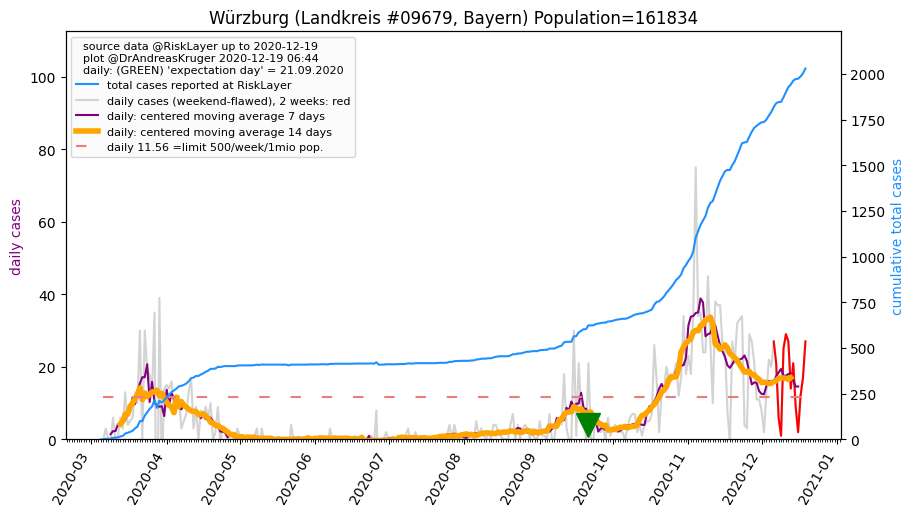 Würzburg (Landkreis #09679, Bayern) Population=161834
source data @RiskLayer up to 2020-12-19
plot @DrAndreasKruger 2020-12-19 06:44
daily: (GREEN) 'expectation day' = 21.09.2020
total cases reported at RiskLayer
daily cases (weekend-flawed), 2 weeks: red
daily: centered moving average 7 days
daily: centered moving average 14 days
daily 11.56 =limit 500/week/1mio pop.
daily cases
100
80
60
40
20
0
cumulative total cases
2000
1750
1500
1250
1000
750
500
250
0
2020-03
2020-04
2020-05
2020-06
2020-07
2020-08
2020-09
2020-10
2020-11
2020-12
2021-01